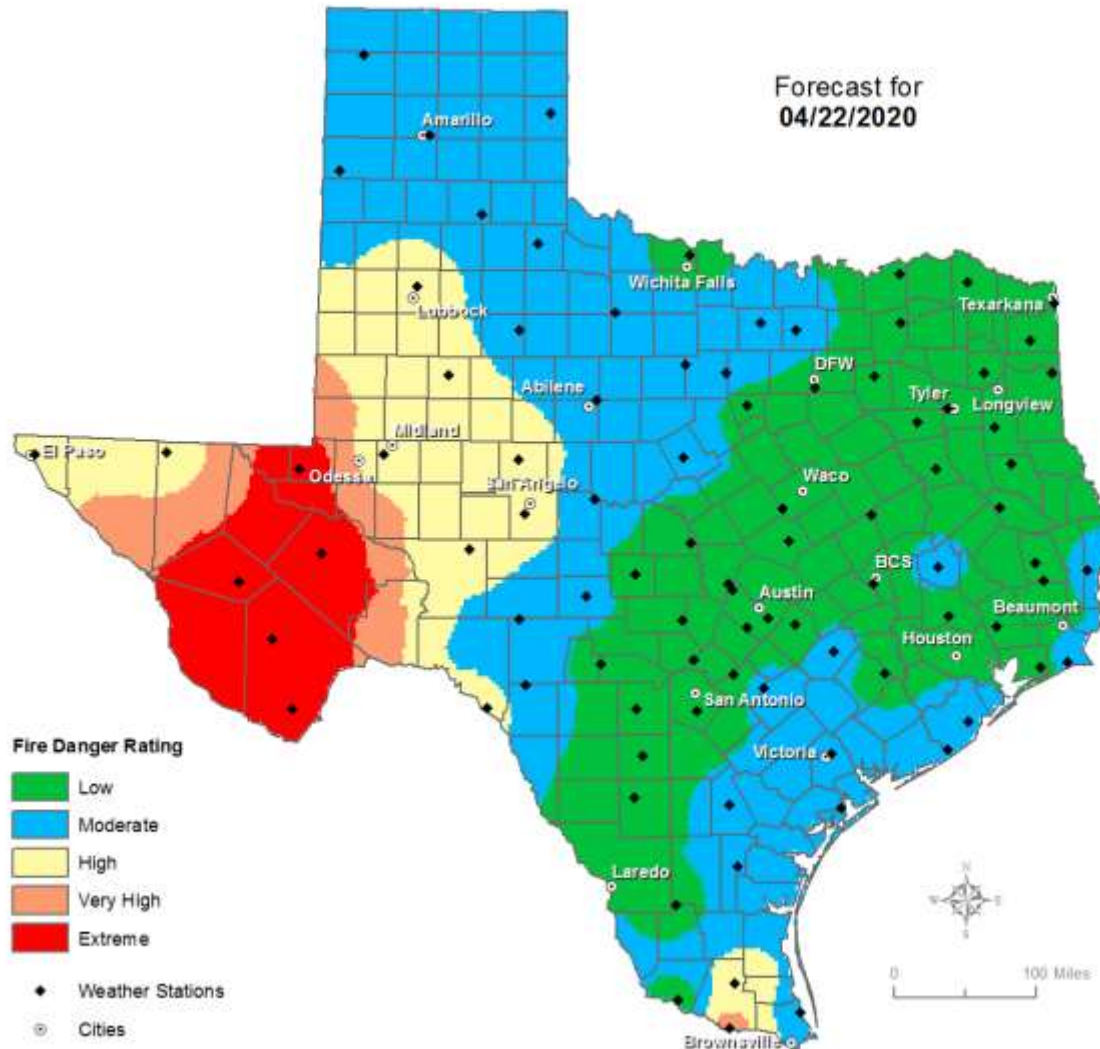 Forecast for
04/22/2020
Amarillo
Wichita Falls
Lubbock
Texarkana
DFW
Abilene
Tyler
Longview
Midland
El Paso
Odessa
San Angelo
Waco
BCS
Austin
Beaumont
Houston
San Antonio
Victoria
Laredo
Brownsville
Fire Danger Rating
Low
Moderate
High
Very High
Extreme
Weather Stations
Cities
N
W E
S
0 100 Miles